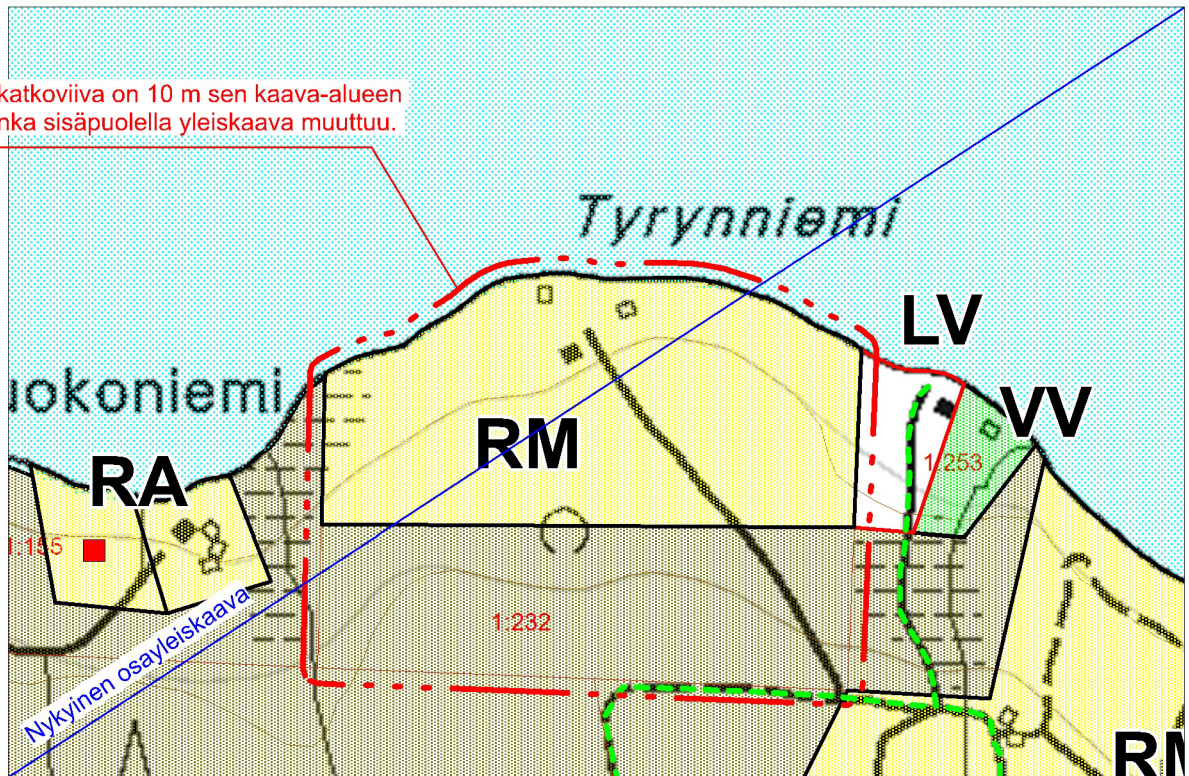 katkoviiva on 10 m sen kaava-alueen
nka sisäpuolella yleiskaava muuttuu.
Tyrynniemi
LV
uokoniemi
VV
RM
RA
1:253
1:155
1:232
Nykyinen osayleiskaava
RM